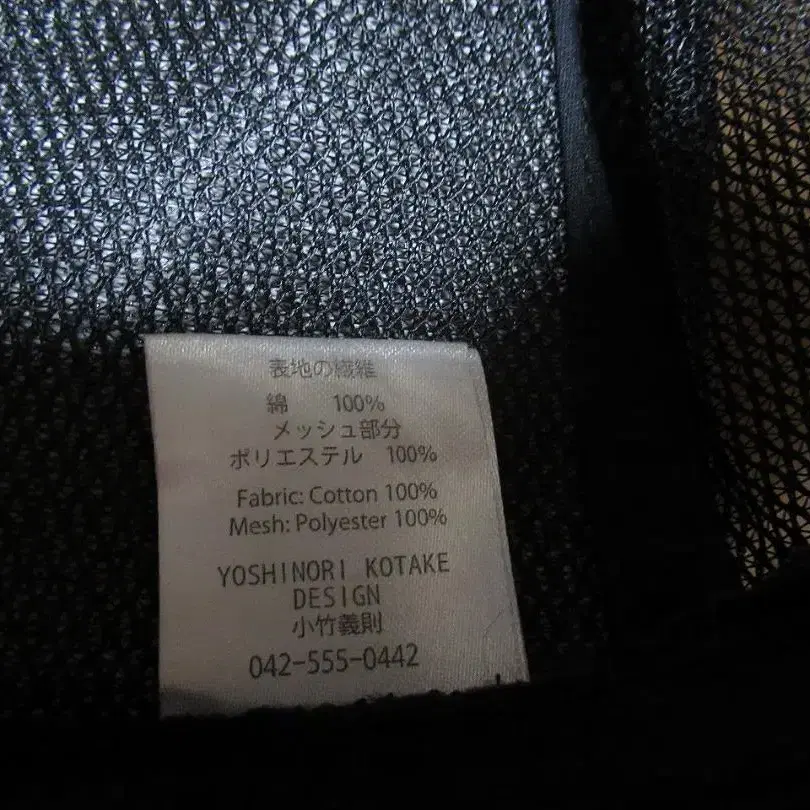 表地の繊維
綿 100%
メッシュ部分
ポリエステル 100%
Fabric: Cotton 100%
Mesh: Polyester 100%
YOSHINORI KOTAKE
DESIGN
小竹義則
042-555-0442